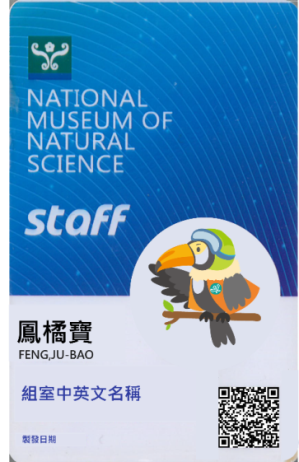 NATIONAL
MUSEUM OF
NATURAL
SCIENCE
staff
鳳橘寶
FENG,JU-BAO
組室中英文名稱
製發日期